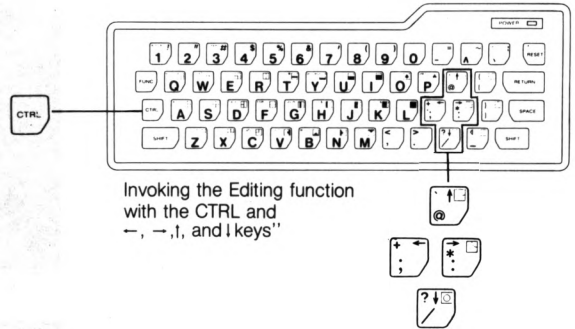 POWER
1 ! 2 " 3 # 4 $ 5 % 6 & 7 ' 8 ( 9 ) 0 - = ∧ ~ RESET
FUNC Q W E R T Y U I O P @ ↑ RETURN
CTRL
CTRL A S D F G H J K L ; + ← : * → SPACE
SHIFT Z X C V B N M < , > . ? / ↓ SHIFT
Invoking the Editing function
with the CTRL and
←, →,↑, and↓keys"
↑
@
+ ← → 
; * :
? ↓
/